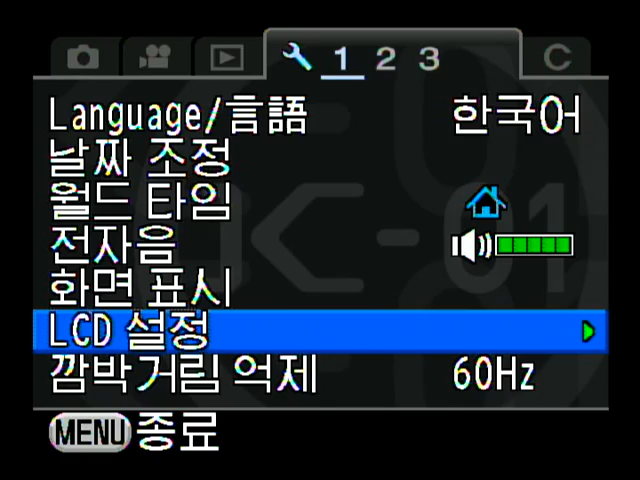 1 2 3 C
Language/言語 한국어
날짜 조정
월드 타임
전자음
화면 표시
LCD 설정
깜박거림 억제 60Hz
MENU 종료
K-01